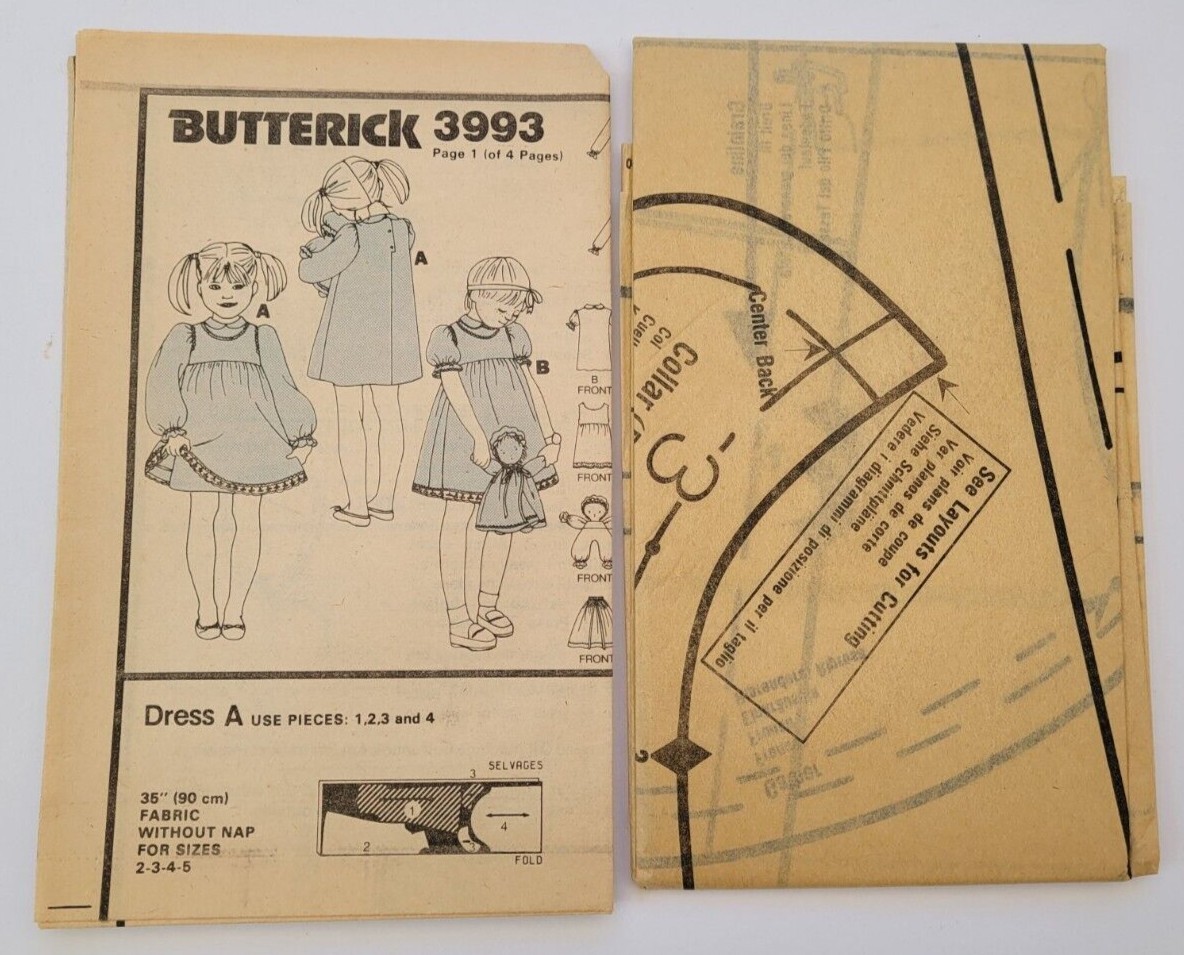 BUTTERICK 3993
Page 1 (of 4 Pages)
A
A
B
B
FRONT
FRONT
FRONT
FRONT
Dress A USE PIECES: 1,2,3 and 4
35" (90 cm)
FABRIC
WITHOUT NAP
FOR SIZES
2-3-4-5
3 SELVAGES
1
2
3
4
FOLD
Center Back
Collar
Col
3
See Layouts for Cutting
Voir plans de coupe
Ver planos de corte
Siehe Schnittpläne
Vedere i diagrammi di posizione per il taglio
Grainline